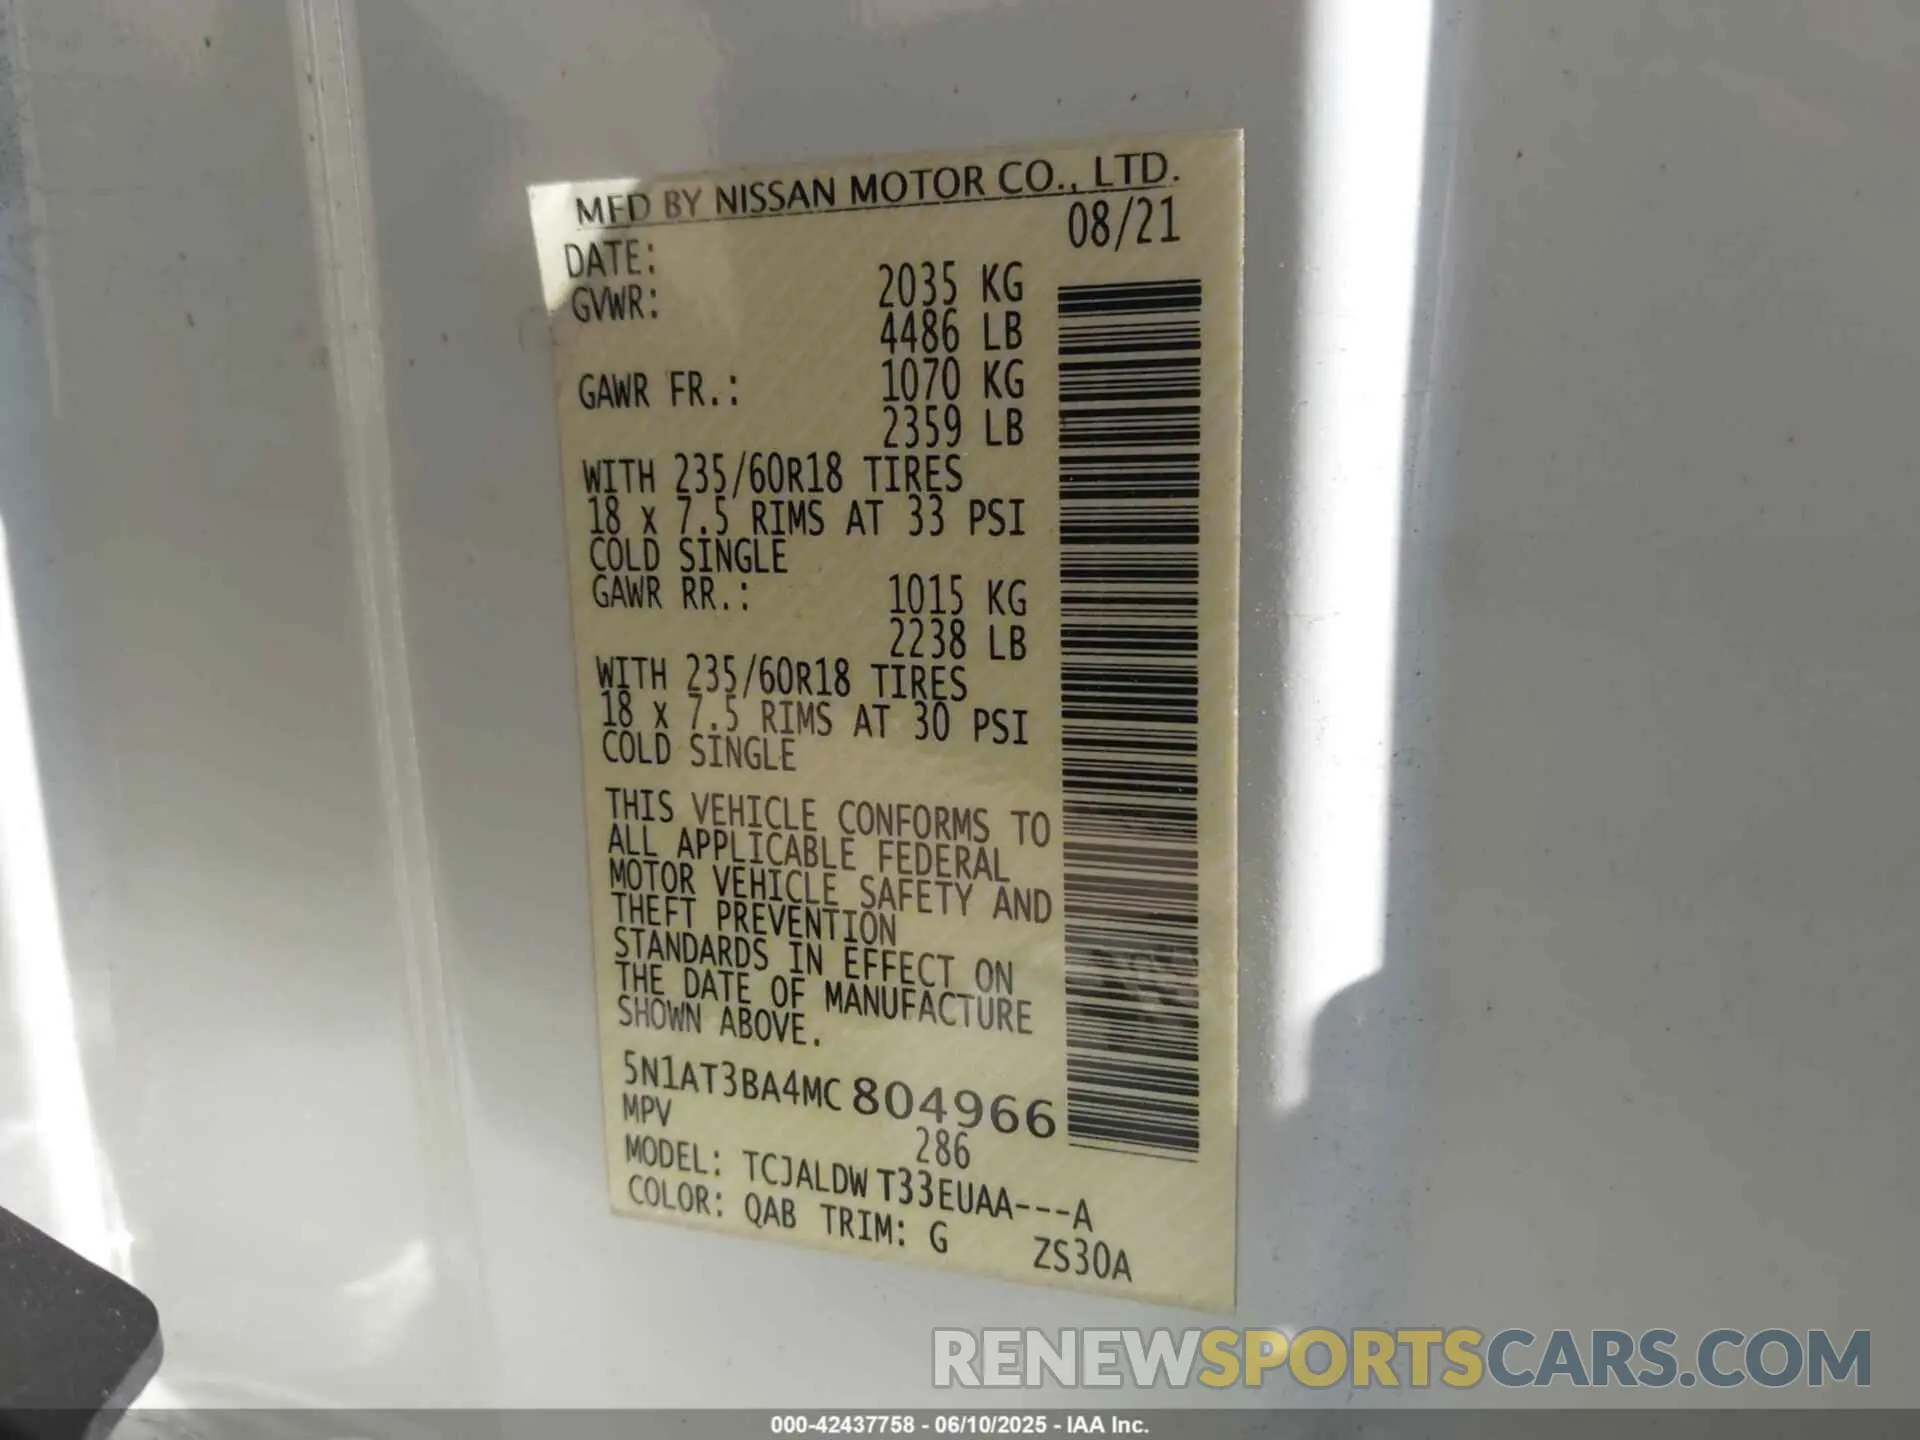 MFD BY NISSAN MOTOR CO., LTD.
DATE: 08/21
GVWR: 2035 KG
4486 LB
GAWR FR.: 1070 KG
2359 LB
WITH 235/60R18 TIRES
18 x 7.5 RIMS AT 33 PSI
COLD SINGLE
GAWR RR.: 1015 KG
2238 LB
WITH 235/60R18 TIRES
18 x 7.5 RIMS AT 30 PSI
COLD SINGLE
THIS VEHICLE CONFORMS TO
ALL APPLICABLE FEDERAL
MOTOR VEHICLE SAFETY AND
THEFT PREVENTION
STANDARDS IN EFFECT ON
THE DATE OF MANUFACTURE
SHOWN ABOVE.
5N1AT3BA4MC 804966
MPV 286
MODEL: TCJALDW T33EUAA---A
COLOR: QAB TRIM: G ZS30A
RENEWSPORTSCARS.COM
000-42437758 - 06/10/2025 - IAA Inc.